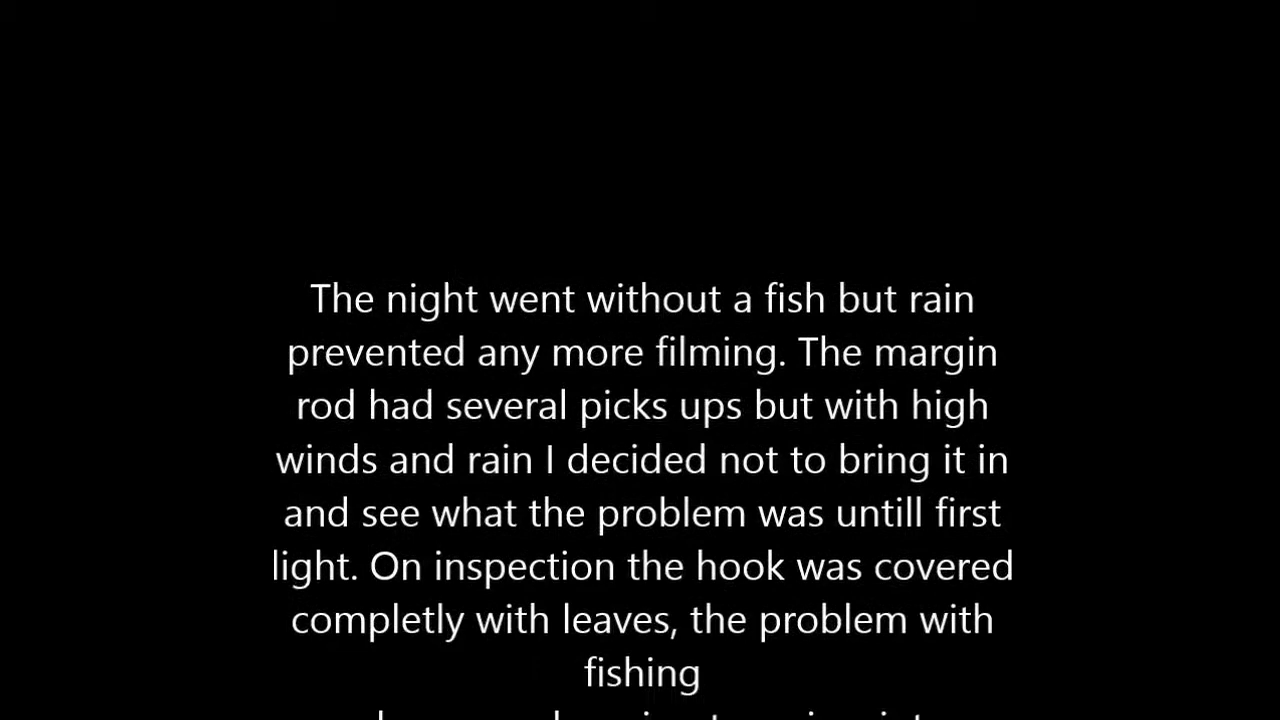 The night went without a fish but rain
prevented any more filming. The margin
rod had several picks ups but with high
winds and rain I decided not to bring it in
and see what the problem was untill first
light. On inspection the hook was covered
completly with leaves, the problem with
fishing